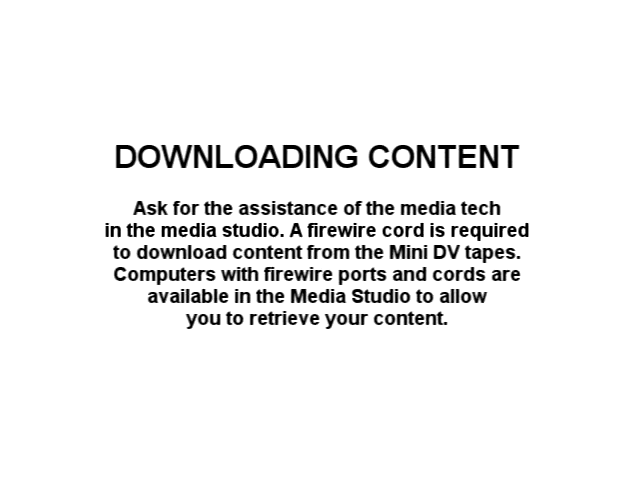 DOWNLOADING CONTENT
Ask for the assistance of the media tech
in the media studio. A firewire cord is required
to download content from the Mini DV tapes.
Computers with firewire ports and cords are
available in the Media Studio to allow
you to retrieve your content.